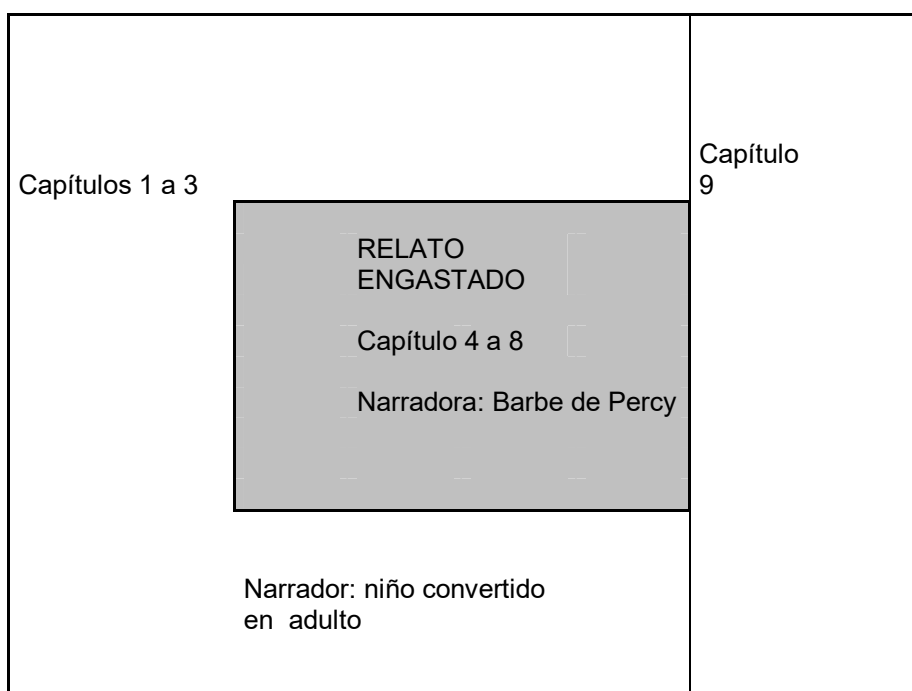 Capítulos 1 a 3
RELATO
ENGASTADO
Capítulo 4 a 8
Narradora: Barbe de Percy
Narrador: niño convertido
en adulto
Capítulo
9